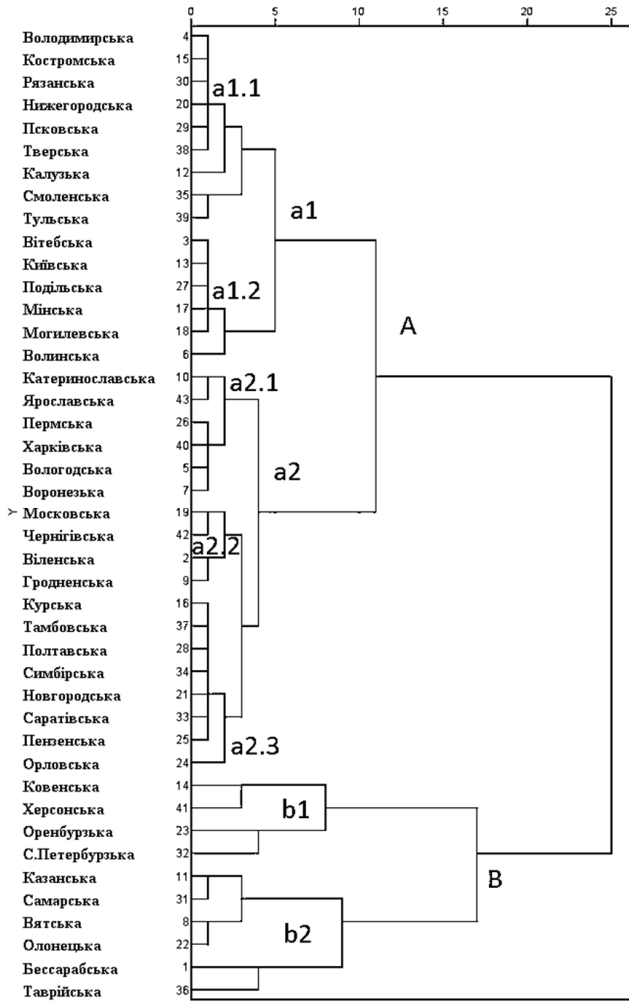 0 5 10 15 20 25
Володимирська 4
Костромська 15
Рязанська 30
a1.1
Нижегородська 20
Псковська 29
Тверська 38
Калузька 12
Смоленська 35
a1
Тульська 39
Вітебська 3
Київська 13
Подільська 27
a1.2
Мінська 17
A
Могилевська 18
Волинська 6
Катеринославська 10
a2.1
Ярославська 43
Пермська 26
Харківська 40
Вологодська 5
a2
Воронезька 7
Y Московська 19
Чернігівська 42
a2.2
Віленська 2
Гродненська 9
Курська 16
Тамбовська 37
Полтавська 28
Симбірська 34
Новгородська 21
Саратівська 33
Пензенська 25
a2.3
Орловська 24
Ковенська 14
Херсонська 41
b1
Оренбурзька 23
С.Петербурзька 32
Казанська 11
B
Самарська 31
Вятська 8
b2
Олонецька 22
Бессарабська 1
Таврійська 36